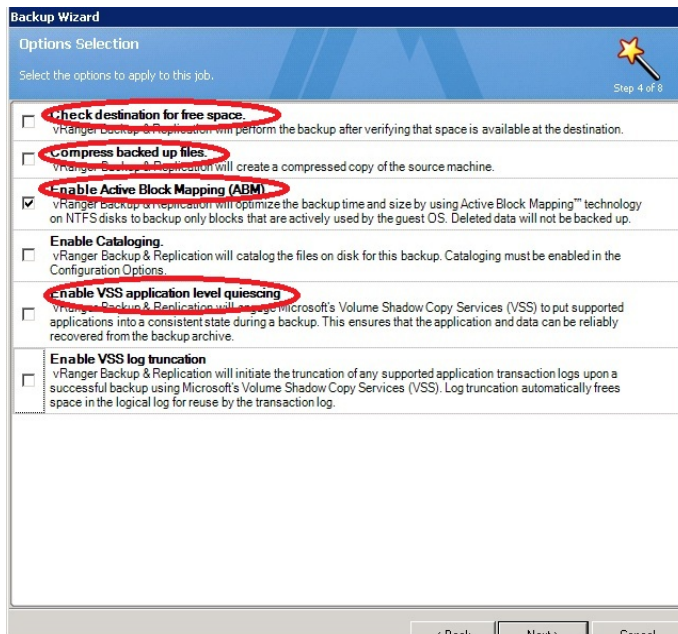 Backup Wizard
Options Selection
Select the options to apply to this job.
Step 4 of 8
Check destination for free space.
vRanger Backup & Replication will perform the backup after verifying that space is available at the destination.
Compress backed up files.
vRanger Backup & Replication will create a compressed copy of the source machine.
Enable Active Block Mapping (ABM)
vRanger Backup & Replication will optimize the backup time and size by using Active Block Mapping™ technology
on NTFS disks to backup only blocks that are actively used by the guest OS. Deleted data will not be backed up.
Enable Cataloging.
vRanger Backup & Replication will catalog the files on disk for this backup. Cataloging must be enabled in the
Configuration Options.
Enable VSS application level quiescing
vRanger Backup & Replication will engage Microsoft's Volume Shadow Copy Services (VSS) to put supported
applications into a consistent state during a backup. This ensures that the application and data can be reliably
recovered from the backup archive.
Enable VSS log truncation
vRanger Backup & Replication will initiate the truncation of any supported application transaction logs upon a
successful backup using Microsoft's Volume Shadow Copy Services (VSS). Log truncation automatically frees
space in the logical log for reuse by the transaction log.
< Back Next > Cancel